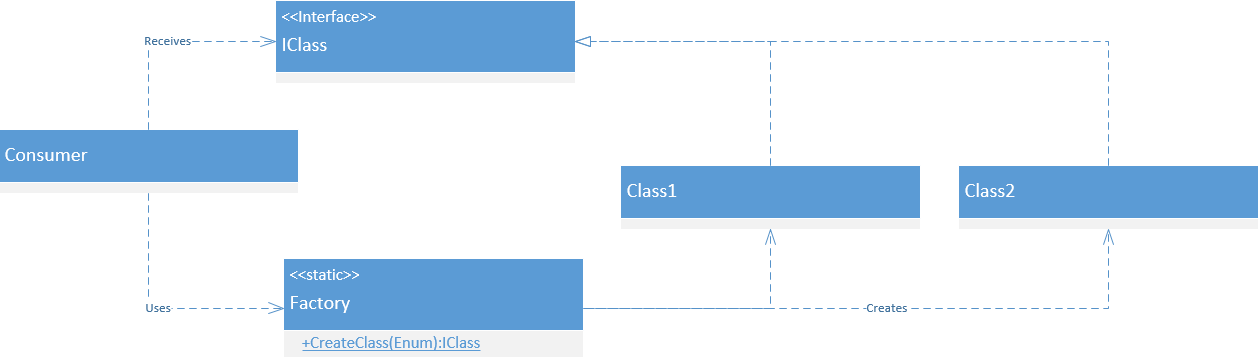 <<Interface>>
IClass
Receives
Consumer
Class1
Class2
<<static>>
Factory
Uses
Creates
+CreateClass(Enum):IClass